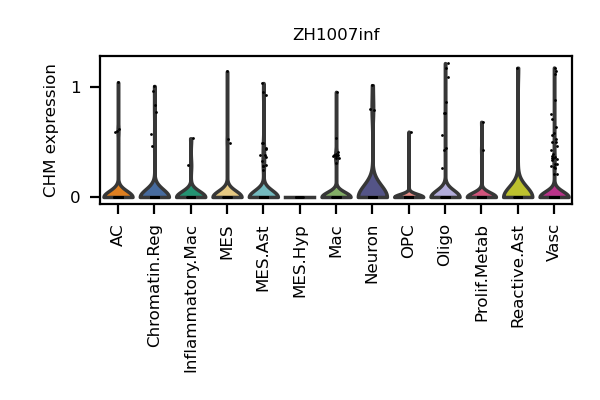 ZH1007inf
CHM expression
1
0
AC
Chromatin.Reg
Inflammatory.Mac
MES
MES.Ast
MES.Hyp
Mac
Neuron
OPC
Oligo
Prolif.Metab
Reactive.Ast
Vasc